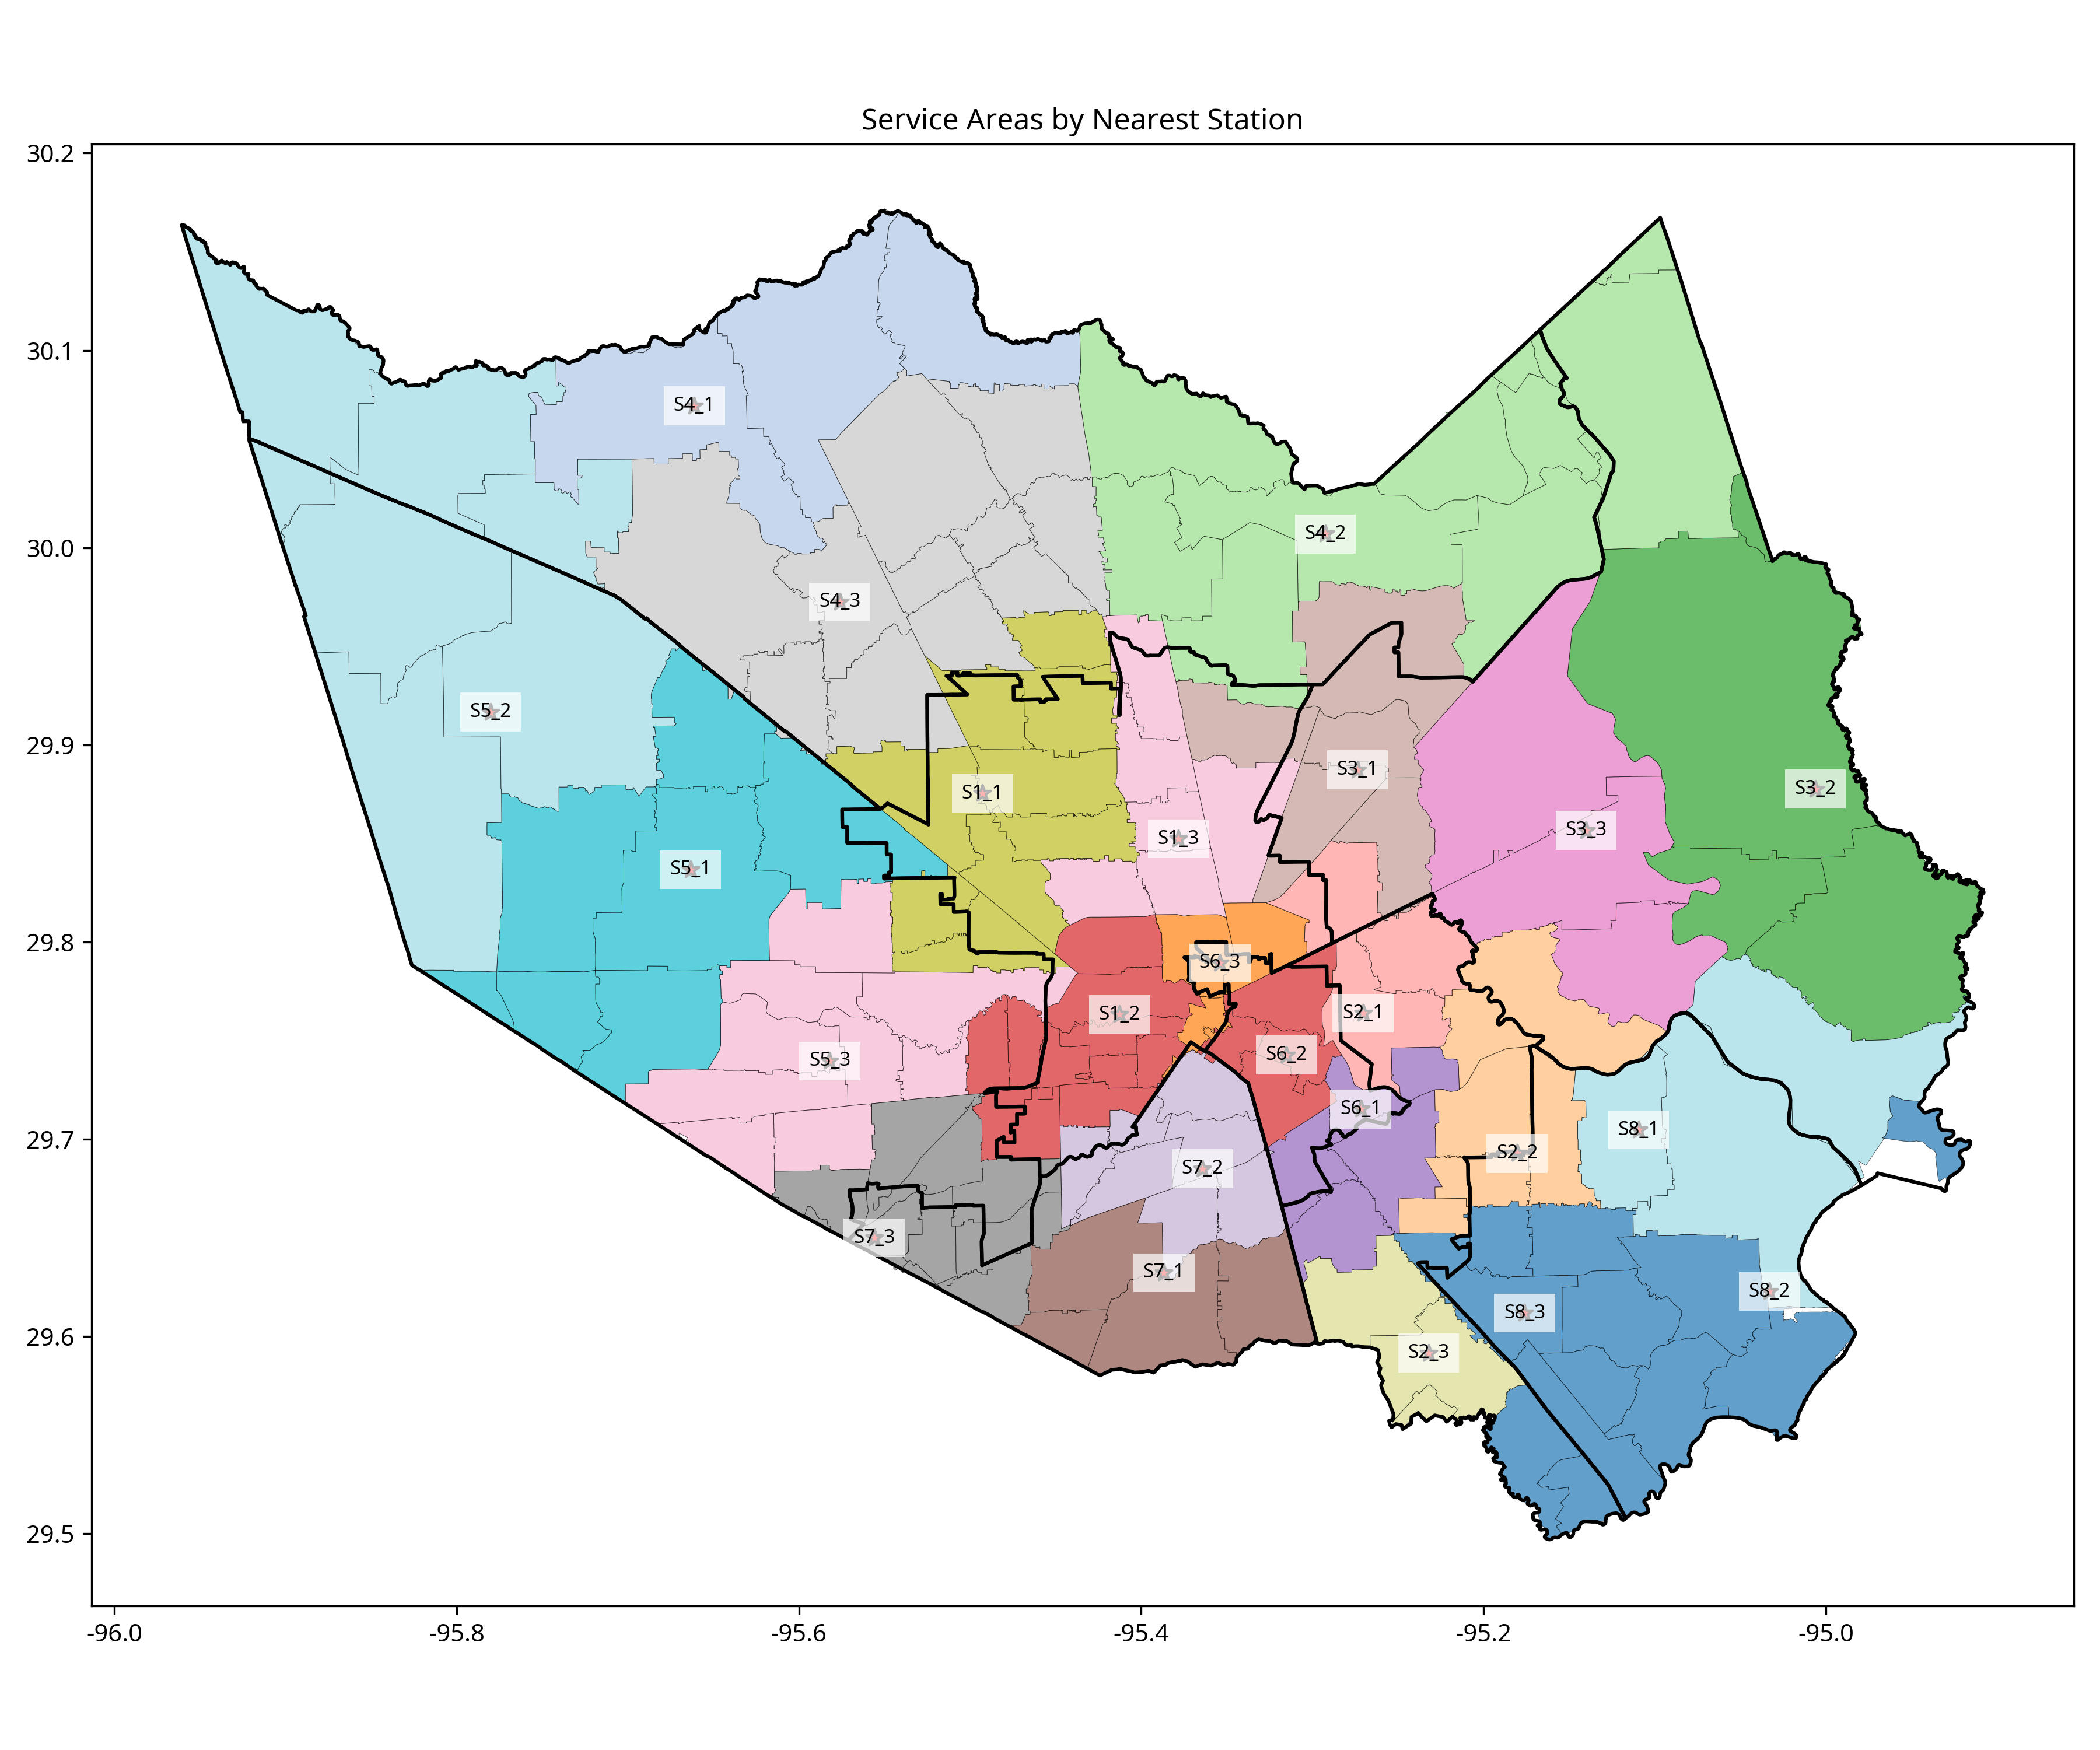 Service Areas by Nearest Station
30.2
30.1
30.0
29.9
29.8
29.7
29.6
29.5
S4_1
S4_2
S4_3
S5_2
S3_1
S1_1
S3_2
S1_3
S3_3
S5_1
S6_3
S1_2
S2_1
S5_3
S6_2
S6_1
S8_1
S2_2
S7_2
S7_3
S7_1
S8_2
S8_3
S2_3
-96.0
-95.8
-95.6
-95.4
-95.2
-95.0